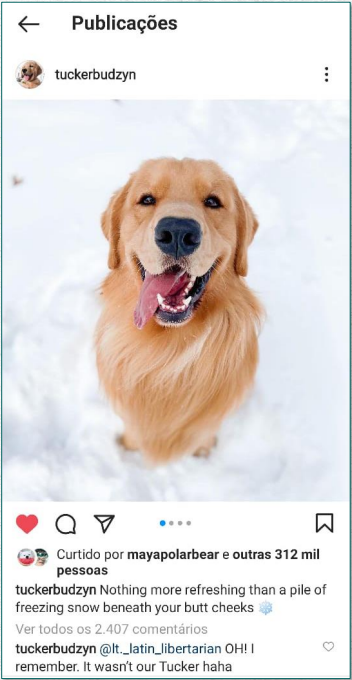 Publicações
tuckerbudzyn
Curtido por mayapolarbear e outras 312 mil
pessoas
tuckerbudzyn Nothing more refreshing than a pile of
freezing snow beneath your butt cheeks ❄️
Ver todos os 2.407 comentários
tuckerbudzyn @lt._latin_libertarian OH! I
remember. It wasn't our Tucker haha